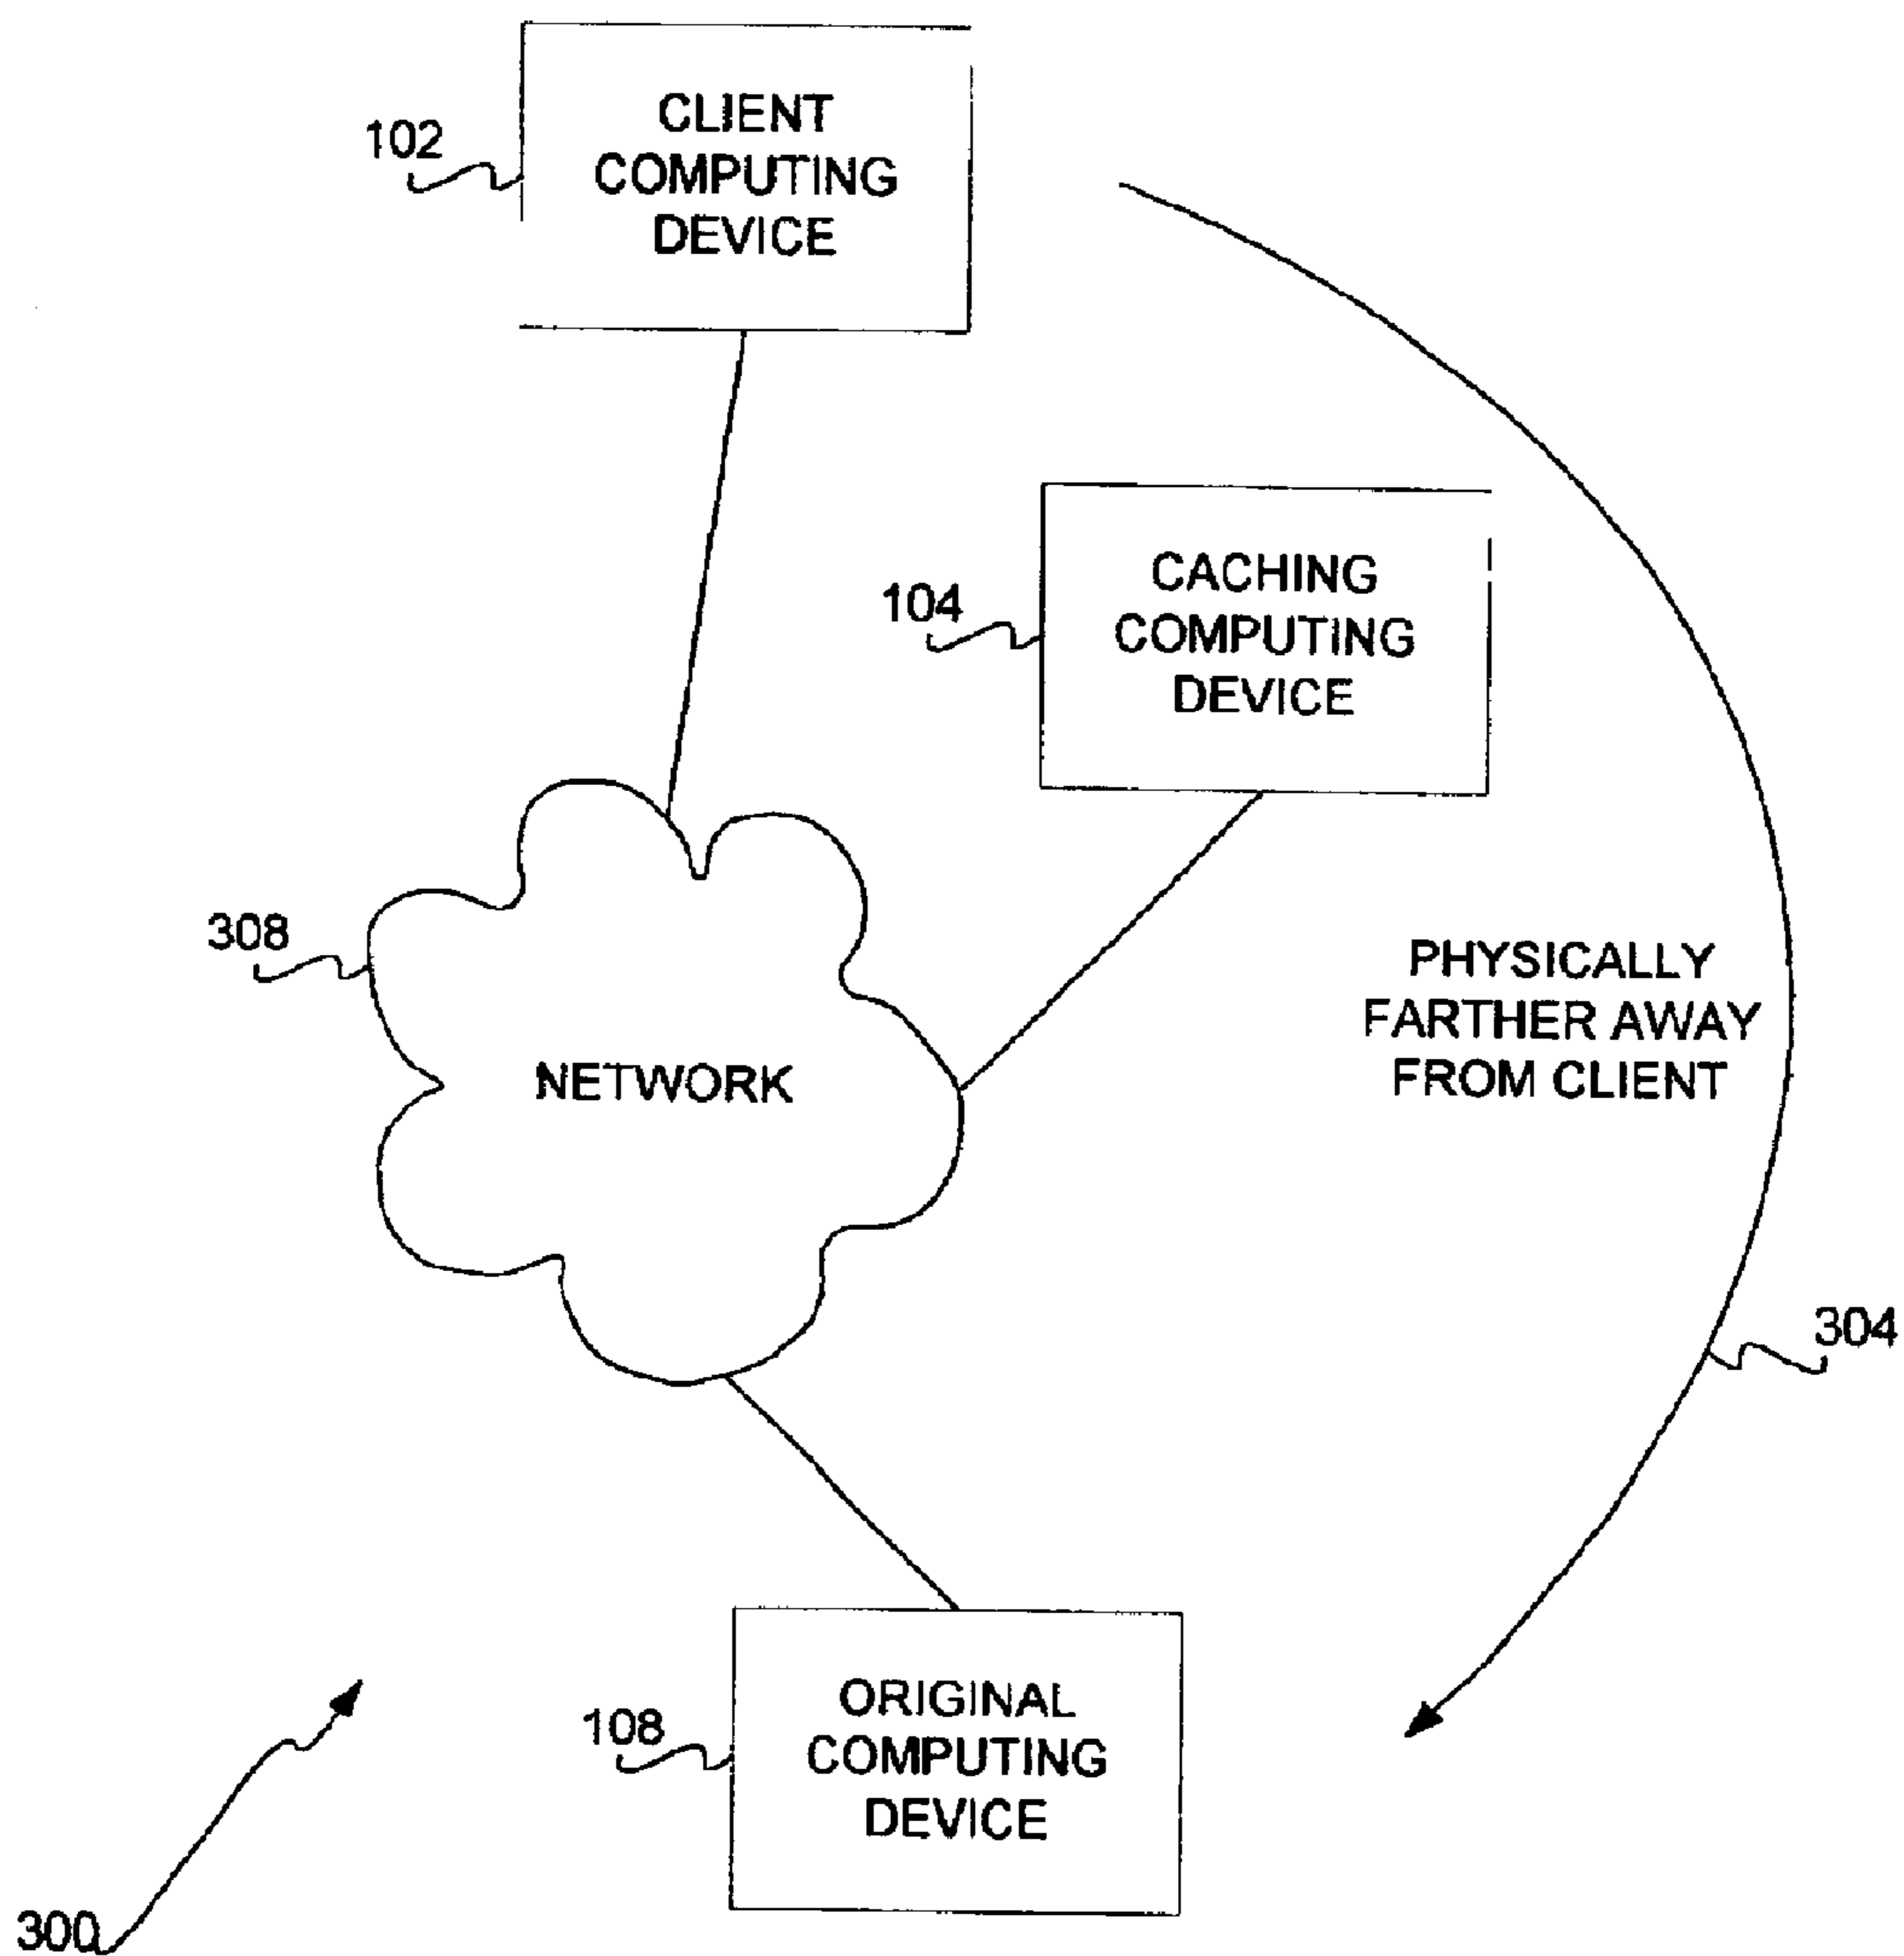 CLIENT
COMPUTING
DEVICE
102
CACHING
COMPUTING
DEVICE
104
308
NETWORK
PHYSICALLY
FARTHER AWAY
FROM CLIENT
304
ORIGINAL
COMPUTING
DEVICE
108
300